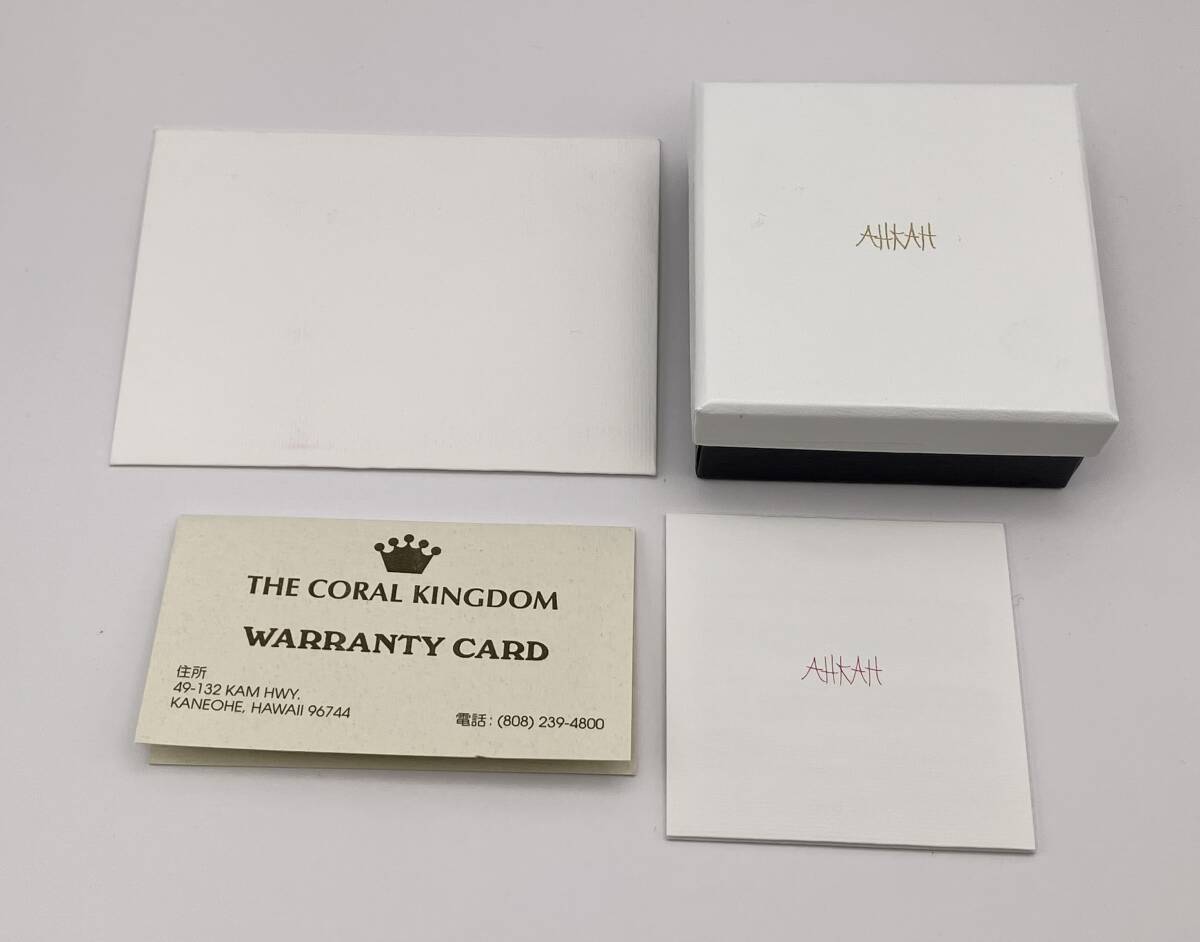 AHKAH
THE CORAL KINGDOM
WARRANTY CARD
住所
49-132 KAM HWY.
KANEOHE, HAWAII 96744
電話: (808) 239-4800
AHKAH